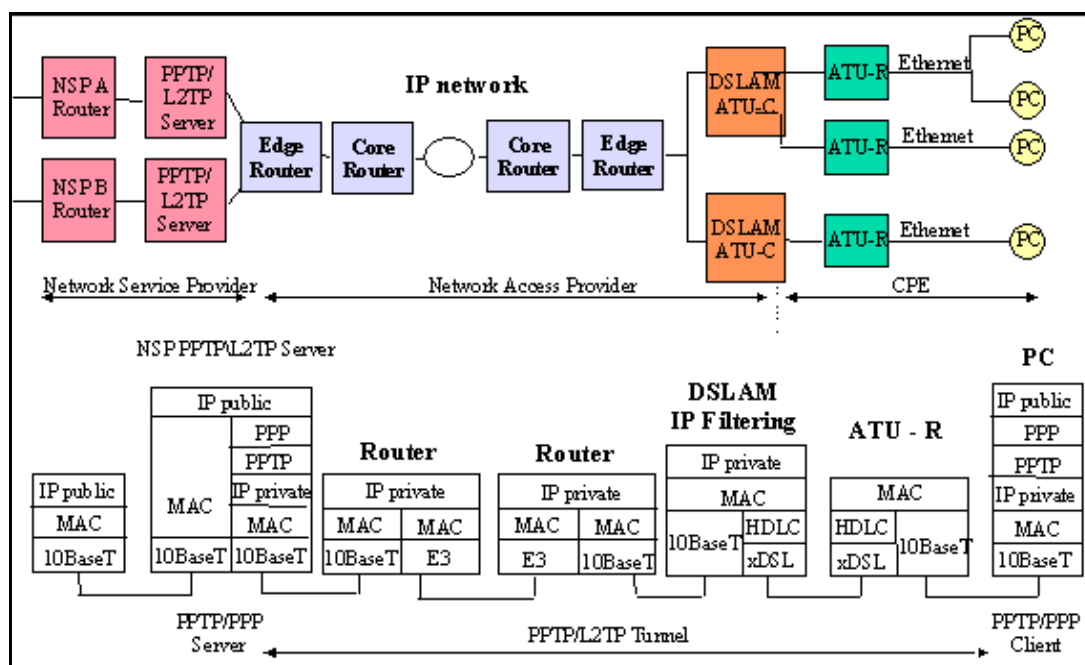 NSP A
Router
PPTP/
L2TP
Server
IP network
DSLAM
ATU-C
ATU-R
Ethernet
PC
PC
Edge
Router
Core
Router
Core
Router
Edge
Router
ATU-R
Ethernet
PC
NSP B
Router
PPTP/
L2TP
Server
DSLAM
ATU-C
ATU-R
Ethernet
PC
Network Service Provider
Network Access Provider
CPE
NSP PPTP\L2TP Server
IP public
PPP
PPTP
IP private
MAC
MAC
10BaseT
10BaseT
IP public
MAC
10BaseT
Router
IP private
MAC
MAC
10BaseT
E3
Router
IP private
MAC
MAC
E3
10BaseT
DSLAM
IP Filtering
IP private
MAC
10BaseT
HDLC
xDSL
ATU - R
MAC
HDLC
xDSL
10BaseT
PC
IP public
PPP
PPTP
IP private
MAC
10BaseT
PPTP/PPP
Server
PPTP/L2TP Tunnel
PPTP/PPP
Client